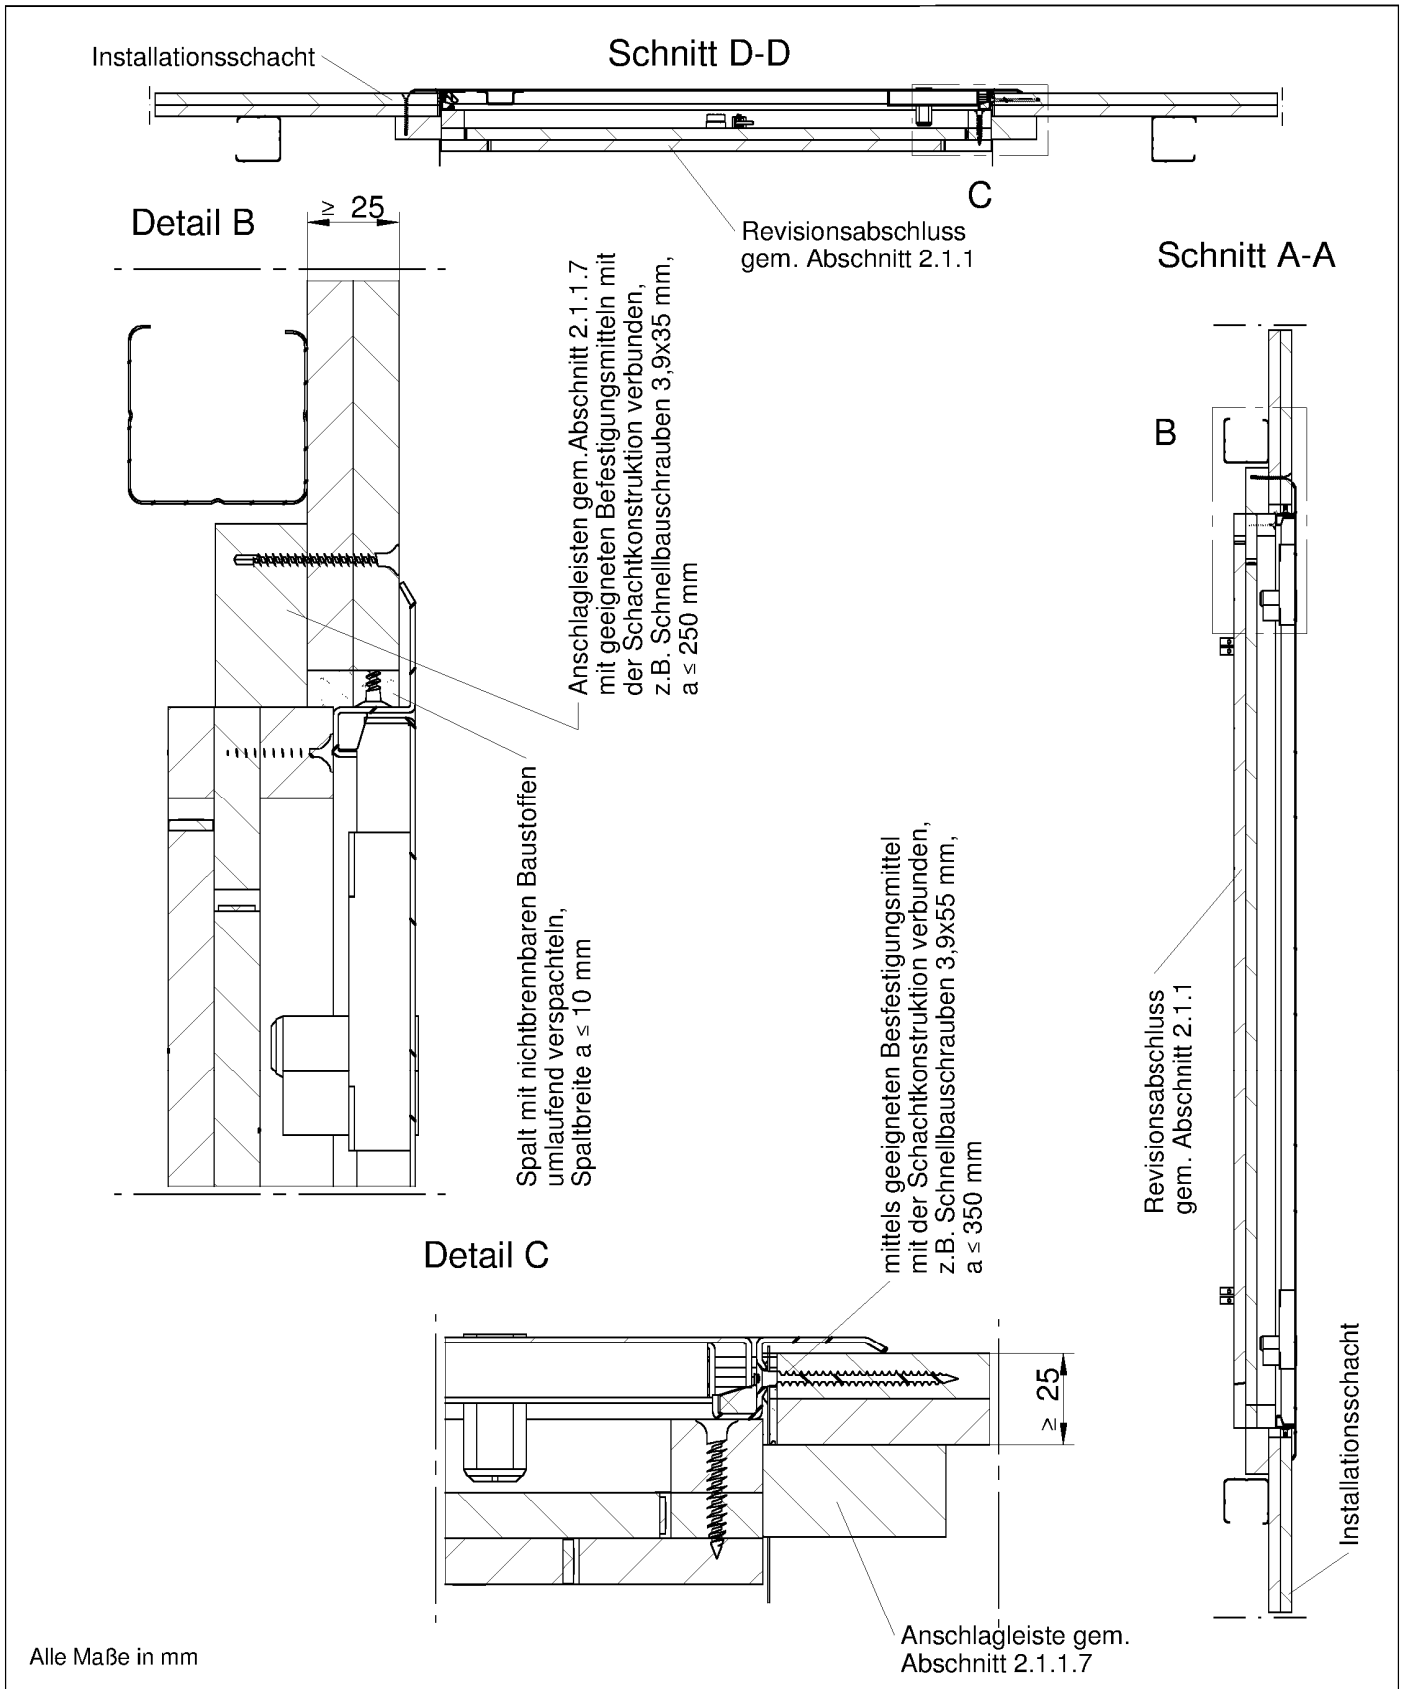 Installationsschacht
Schnitt D-D
C
Revisionsabschluss
gem. Abschnitt 2.1.1
Detail B
≥ 25
Schnitt A-A
Anschlagleisten gem.Abschnitt 2.1.1.7
mit geeigneten Befestigungsmitteln mit
der Schachtkonstruktion verbunden,
z.B. Schnellbauschrauben 3,9x35 mm,
a ≤ 250 mm
B
Spalt mit nichtbrennbaren Baustoffen
umlaufend verspachteln,
Spaltbreite a ≤ 10 mm
mittels geeigneten Besfestigungsmittel
mit der Schachtkonstruktion verbunden,
z.B. Schnellbauschrauben 3,9x55 mm,
a ≤ 350 mm
Revisionsabschluss
gem. Abschnitt 2.1.1
Detail C
≥ 25
Installationsschacht
Anschlagleiste gem.
Abschnitt 2.1.1.7
Alle Maße in mm